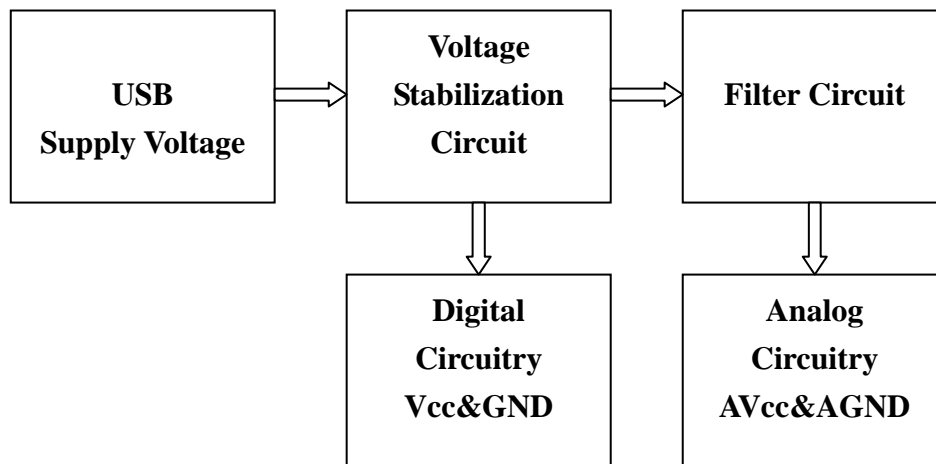 USB
Supply Voltage
Voltage
Stabilization
Circuit
Filter Circuit
Digital
Circuitry
Vcc&GND
Analog
Circuitry
AVcc&AGND